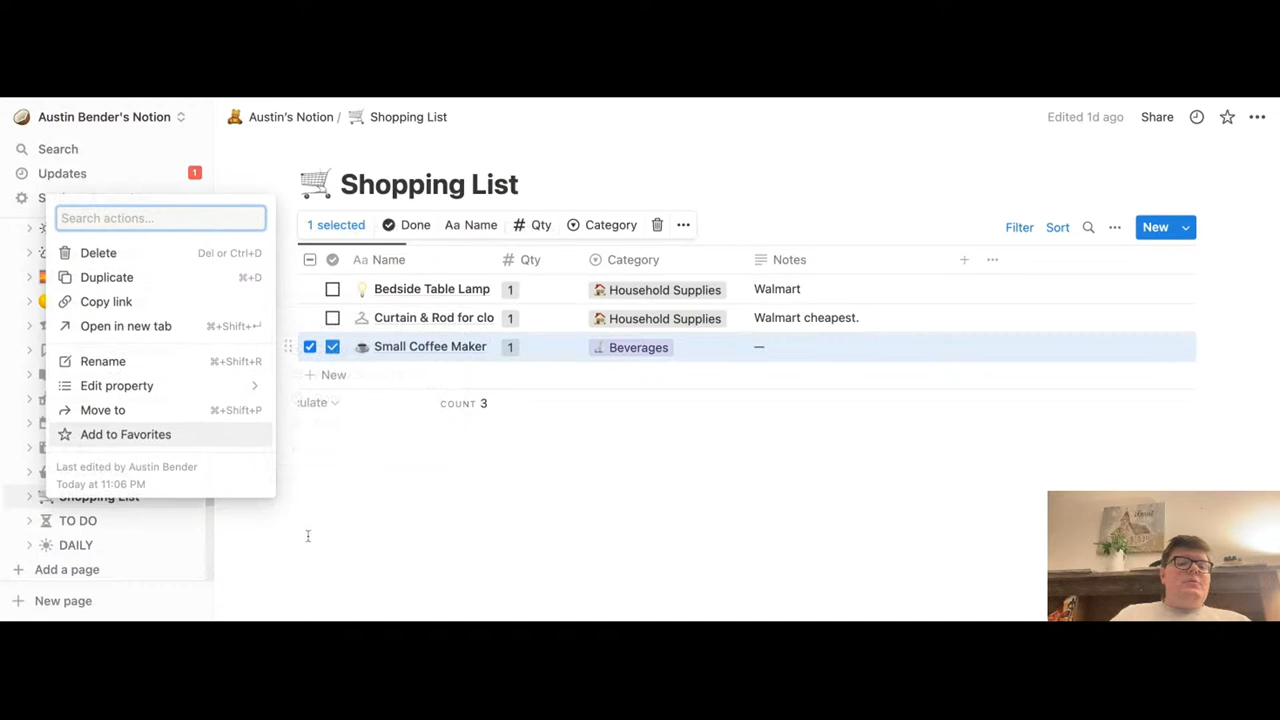 Austin Bender's Notion
Austin's Notion / Shopping List
Edited 1d ago
Share
Search
Updates
1
S
Search actions...
Delete
Del or Ctrl+D
Duplicate
⌘+D
Copy link
Open in new tab
⌘+Shift+↵
Rename
⌘+Shift+R
Edit property
Move to
⌘+Shift+P
Add to Favorites
Last edited by Austin Bender
Today at 11:06 PM
TO DO
DAILY
Add a page
New page
Shopping List
1 selected
Done
Aa Name
Qty
Category
Filter
Sort
New
Aa Name
Qty
Category
Notes
Bedside Table Lamp
1
Household Supplies
Walmart
Curtain & Rod for clo
1
Household Supplies
Walmart cheapest.
Small Coffee Maker
1
Beverages
—
New
culate
COUNT 3